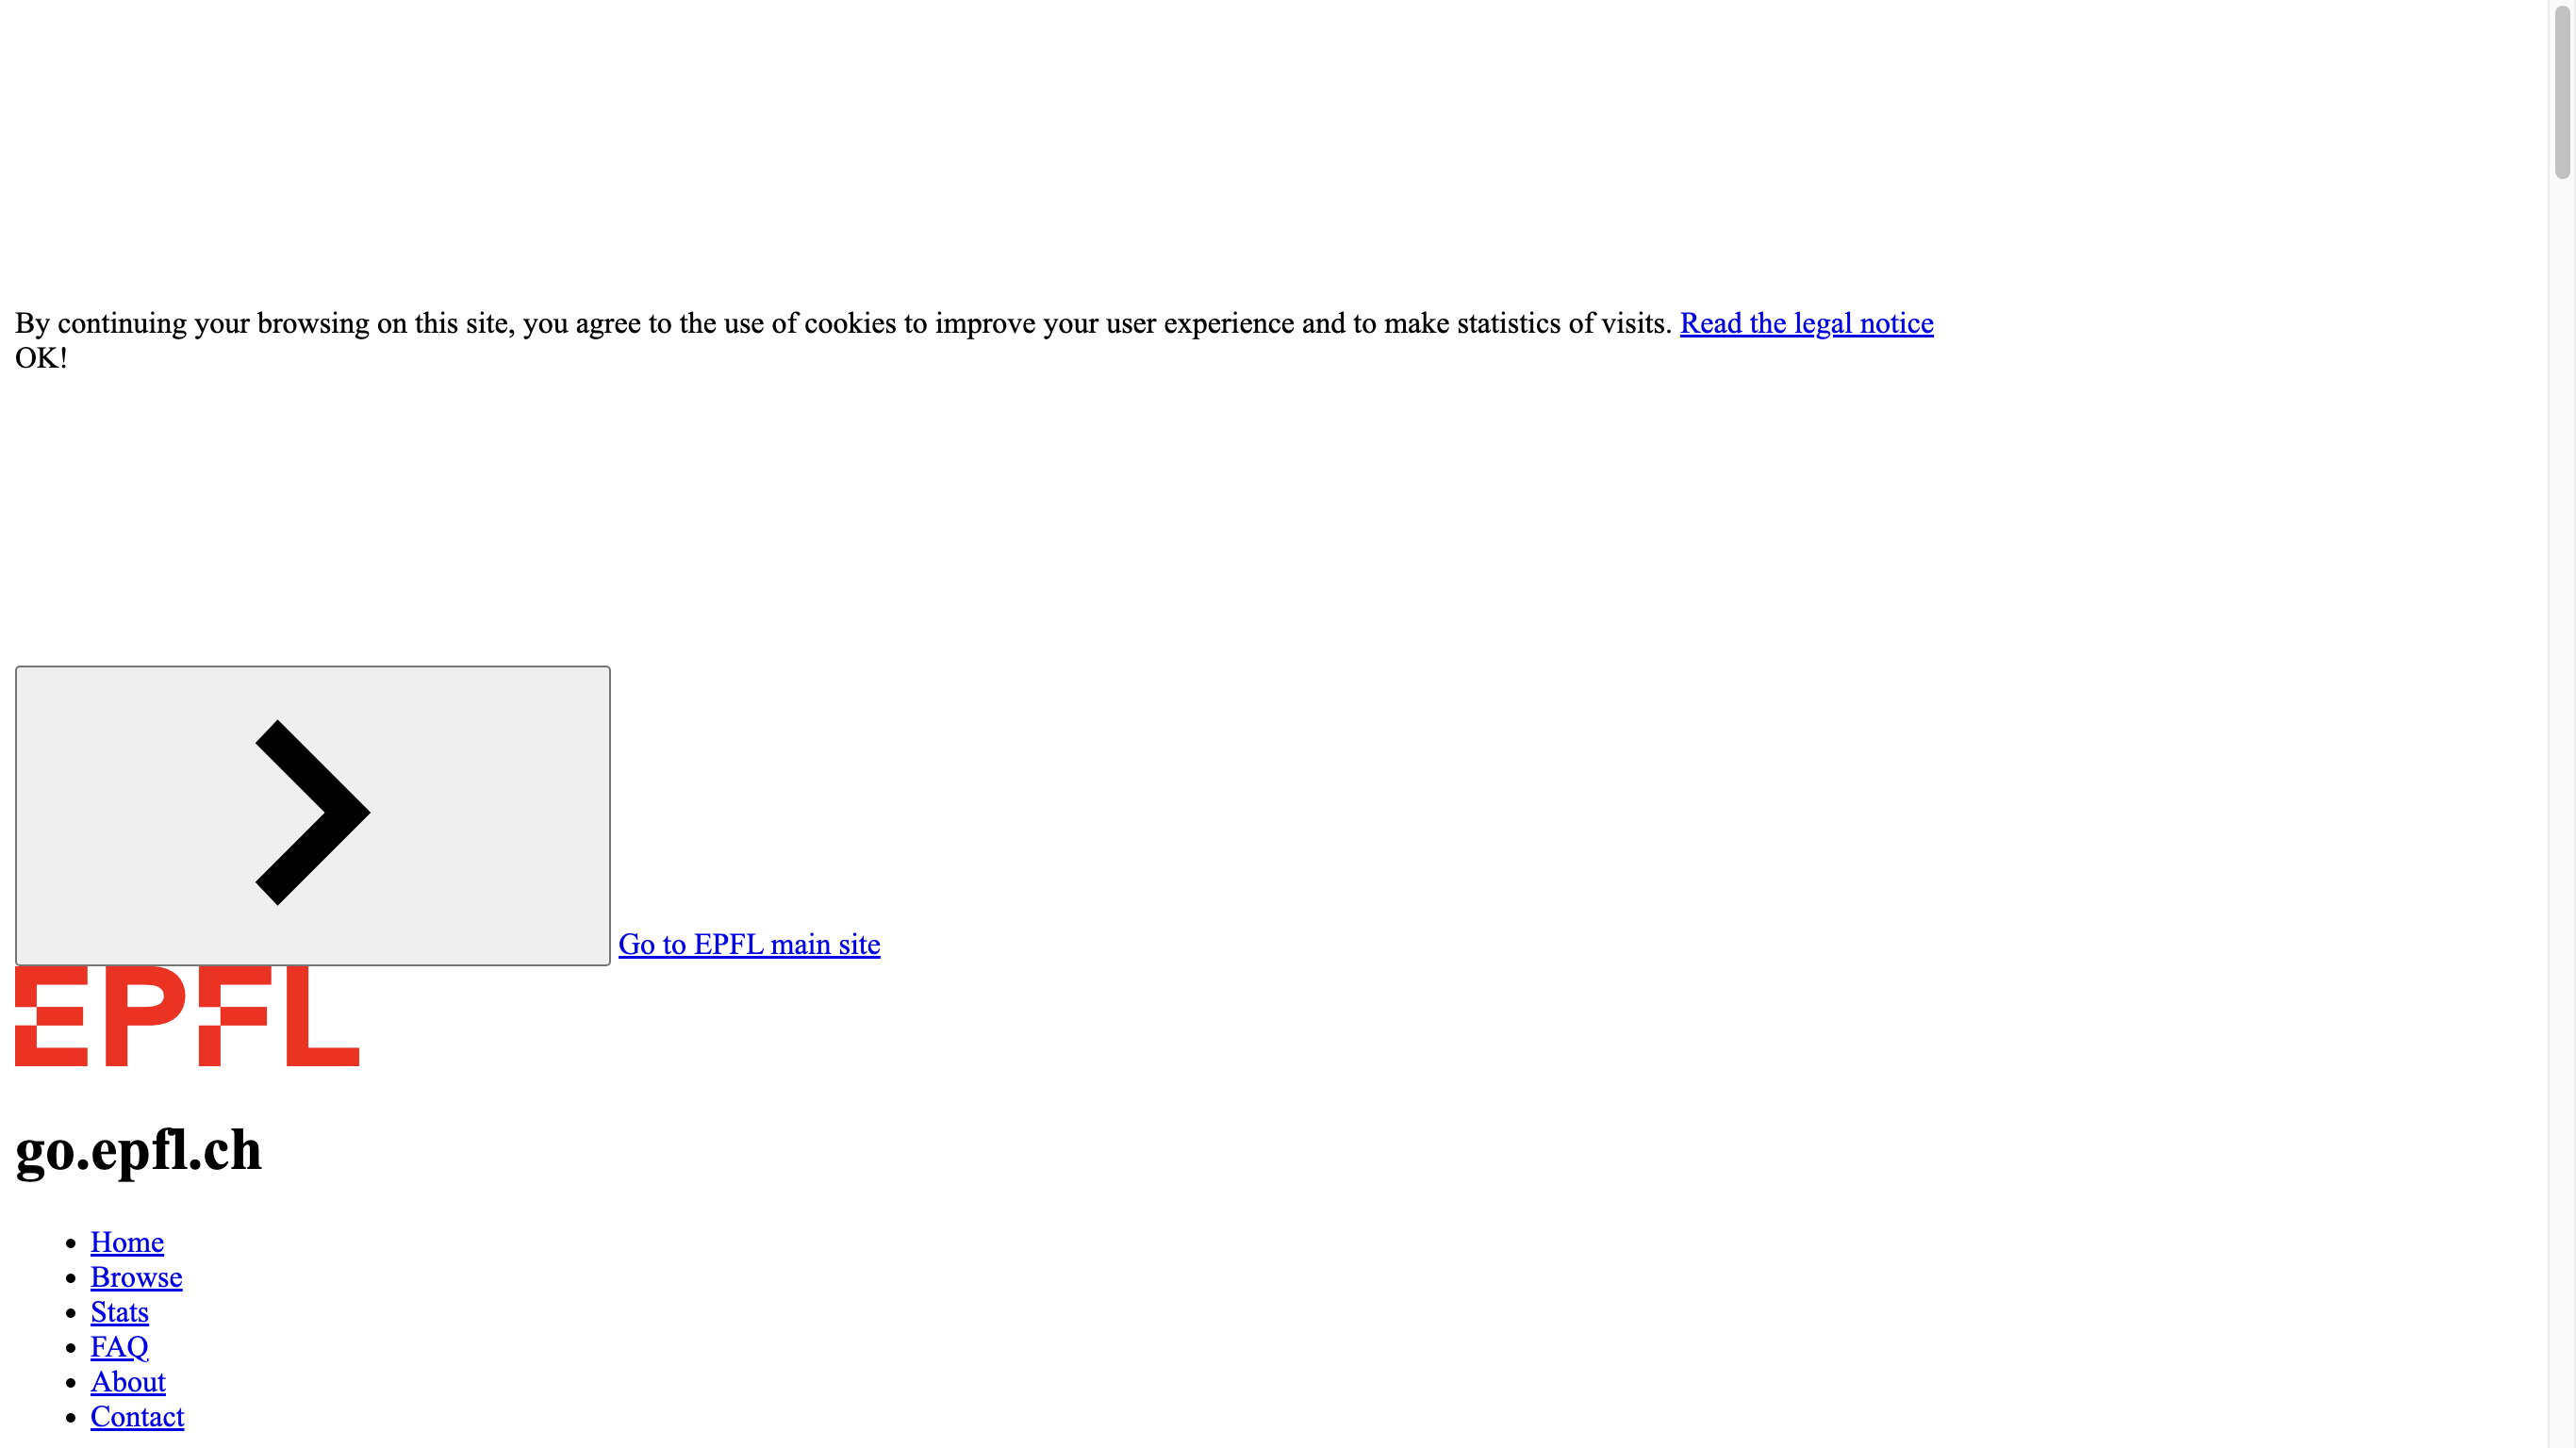 By continuing your browsing on this site, you agree to the use of cookies to improve your user experience and to make statistics of visits. Read the legal notice
OK!
Go to EPFL main site
EPFL
go.epfl.ch
Home
Browse
Stats
FAQ
About
Contact